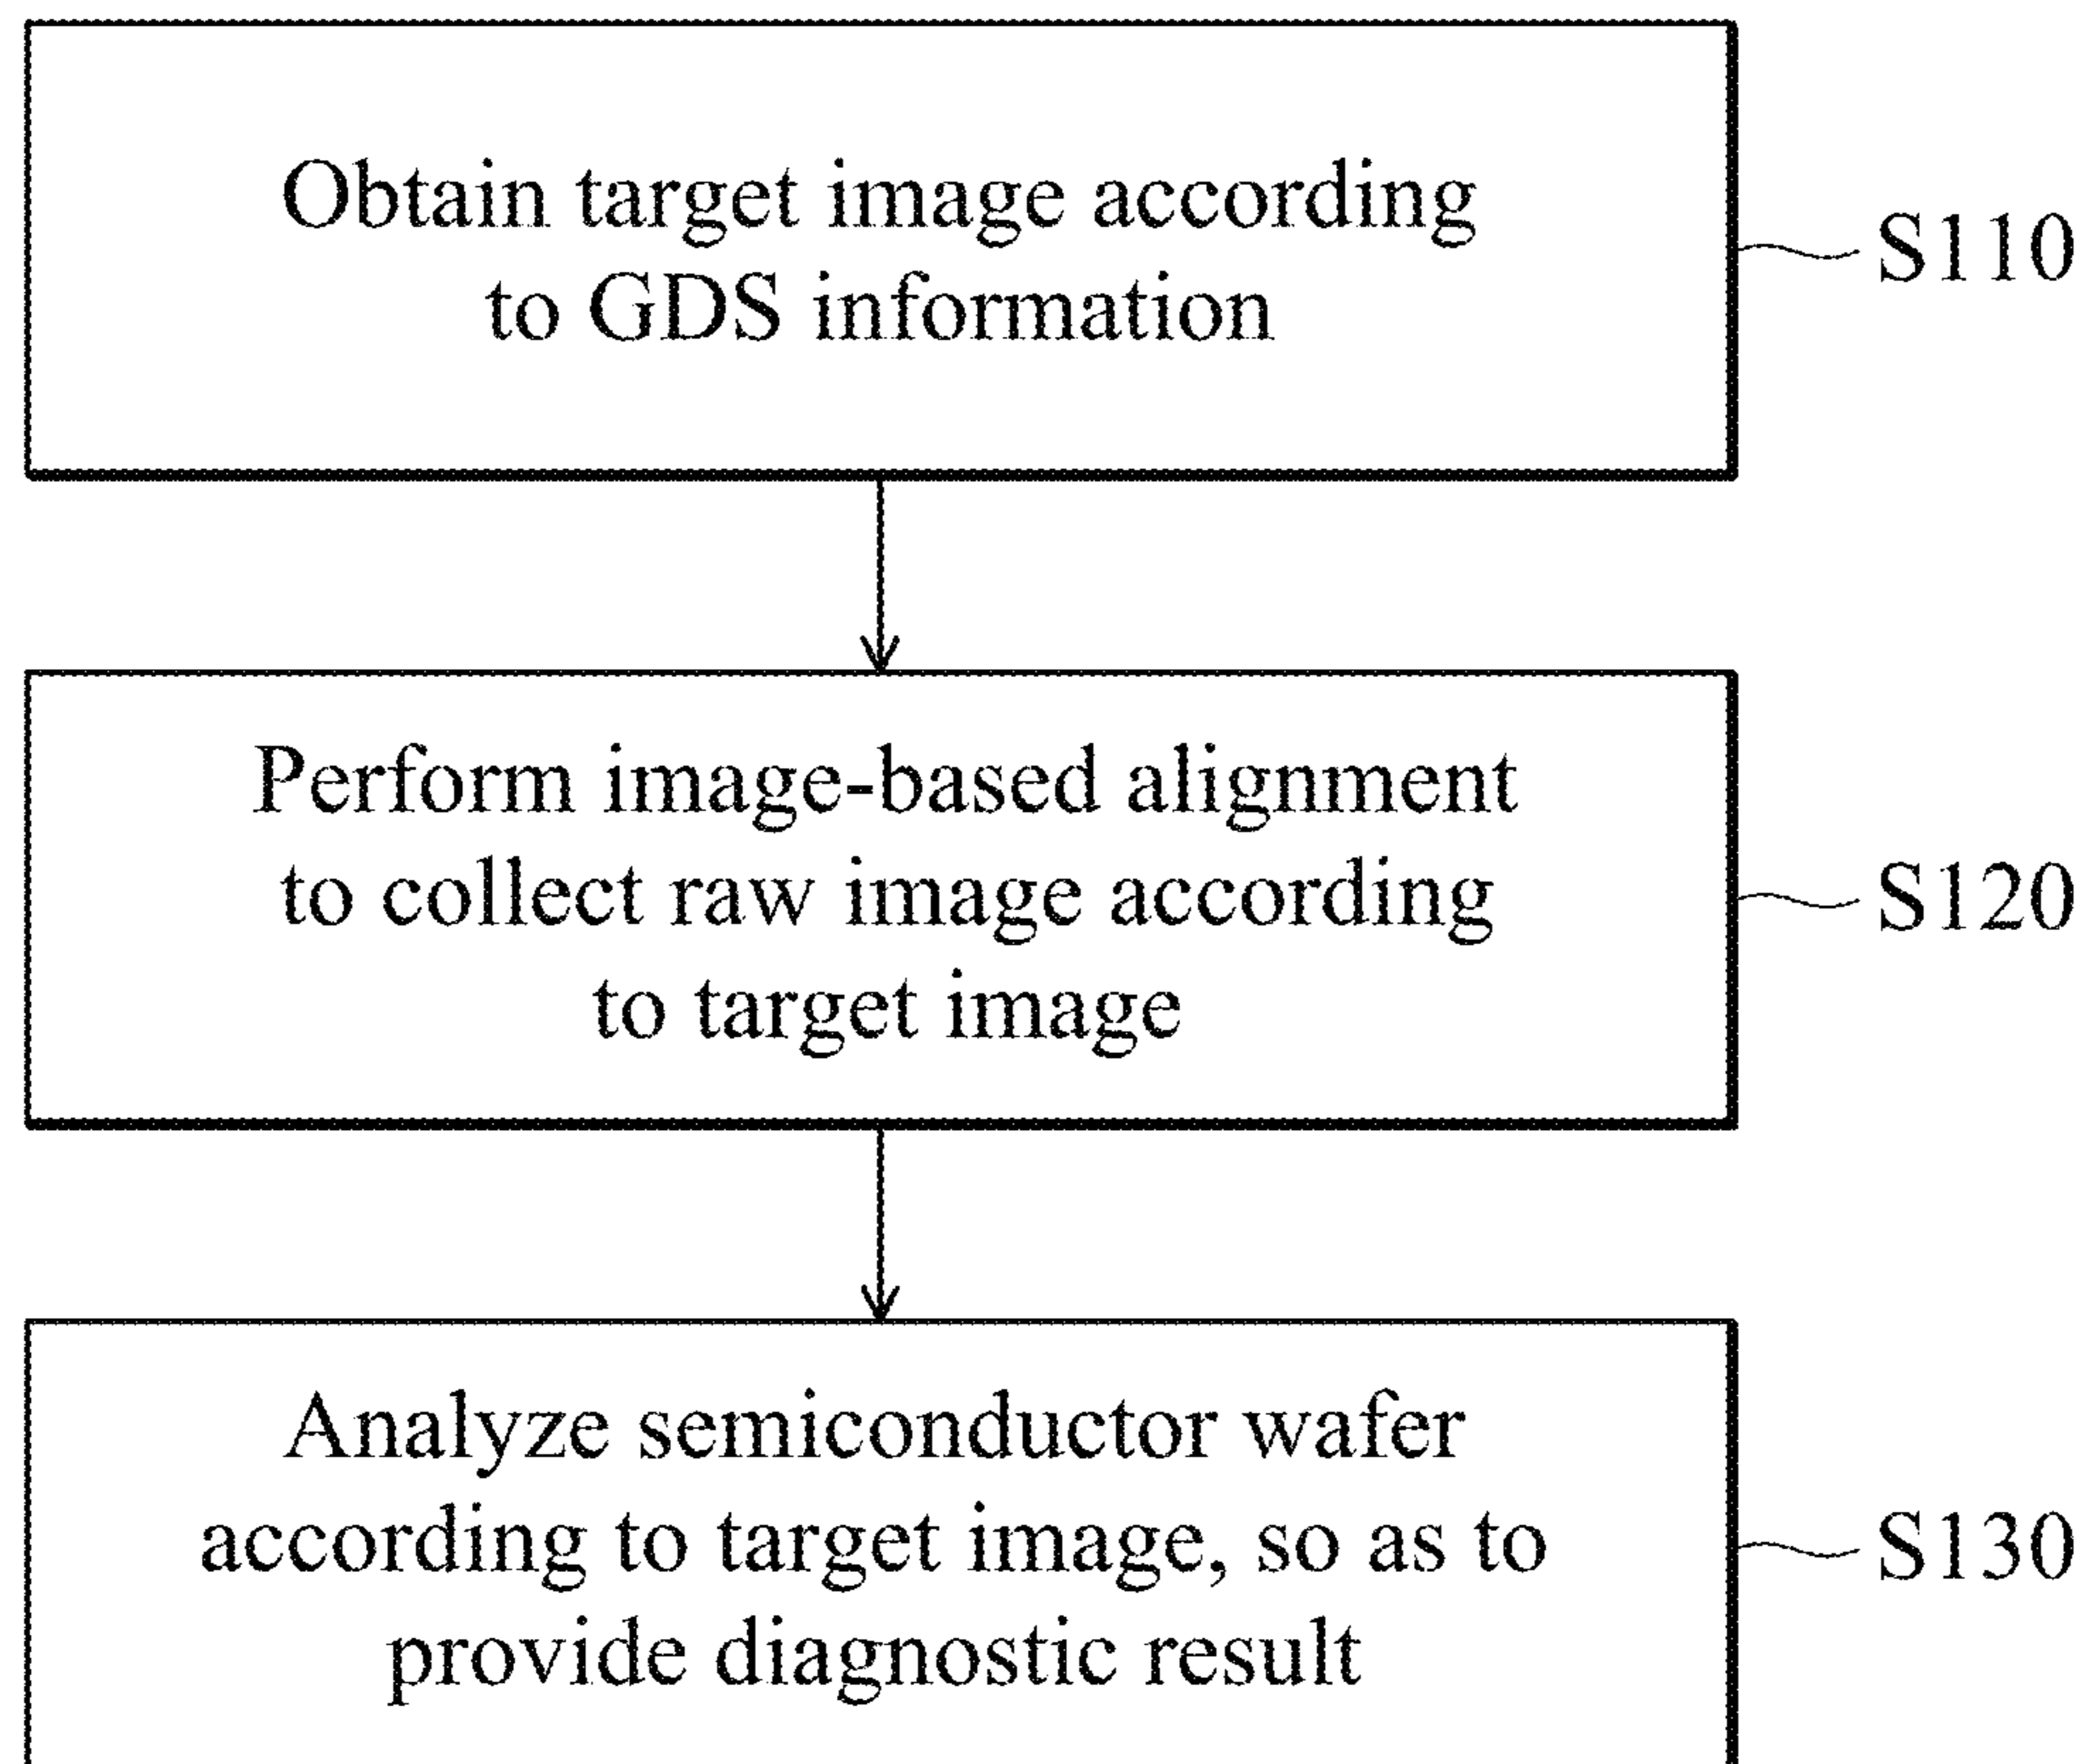 Obtain target image according
to GDS information
S110
Perform image-based alignment
to collect raw image according
to target image
S120
Analyze semiconductor wafer
according to target image, so as to
provide diagnostic result
S130